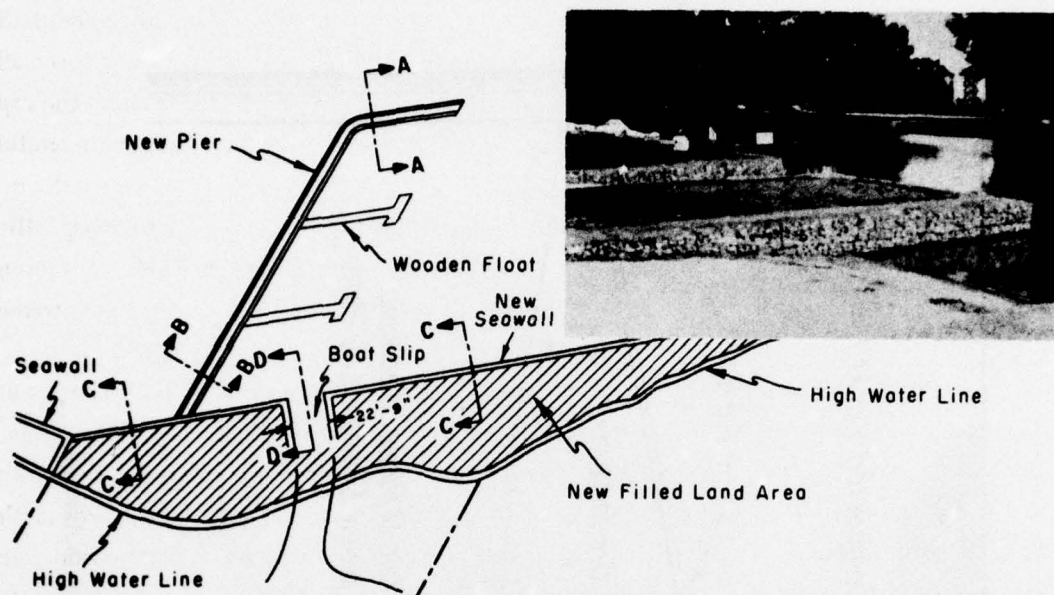 A
New Pier
A
Wooden Float
New
Seawall
B
C
B
D
Boat Slip
Seawall
C
High Water Line
22'-9"
C
D
C
New Filled Land Area
High Water Line